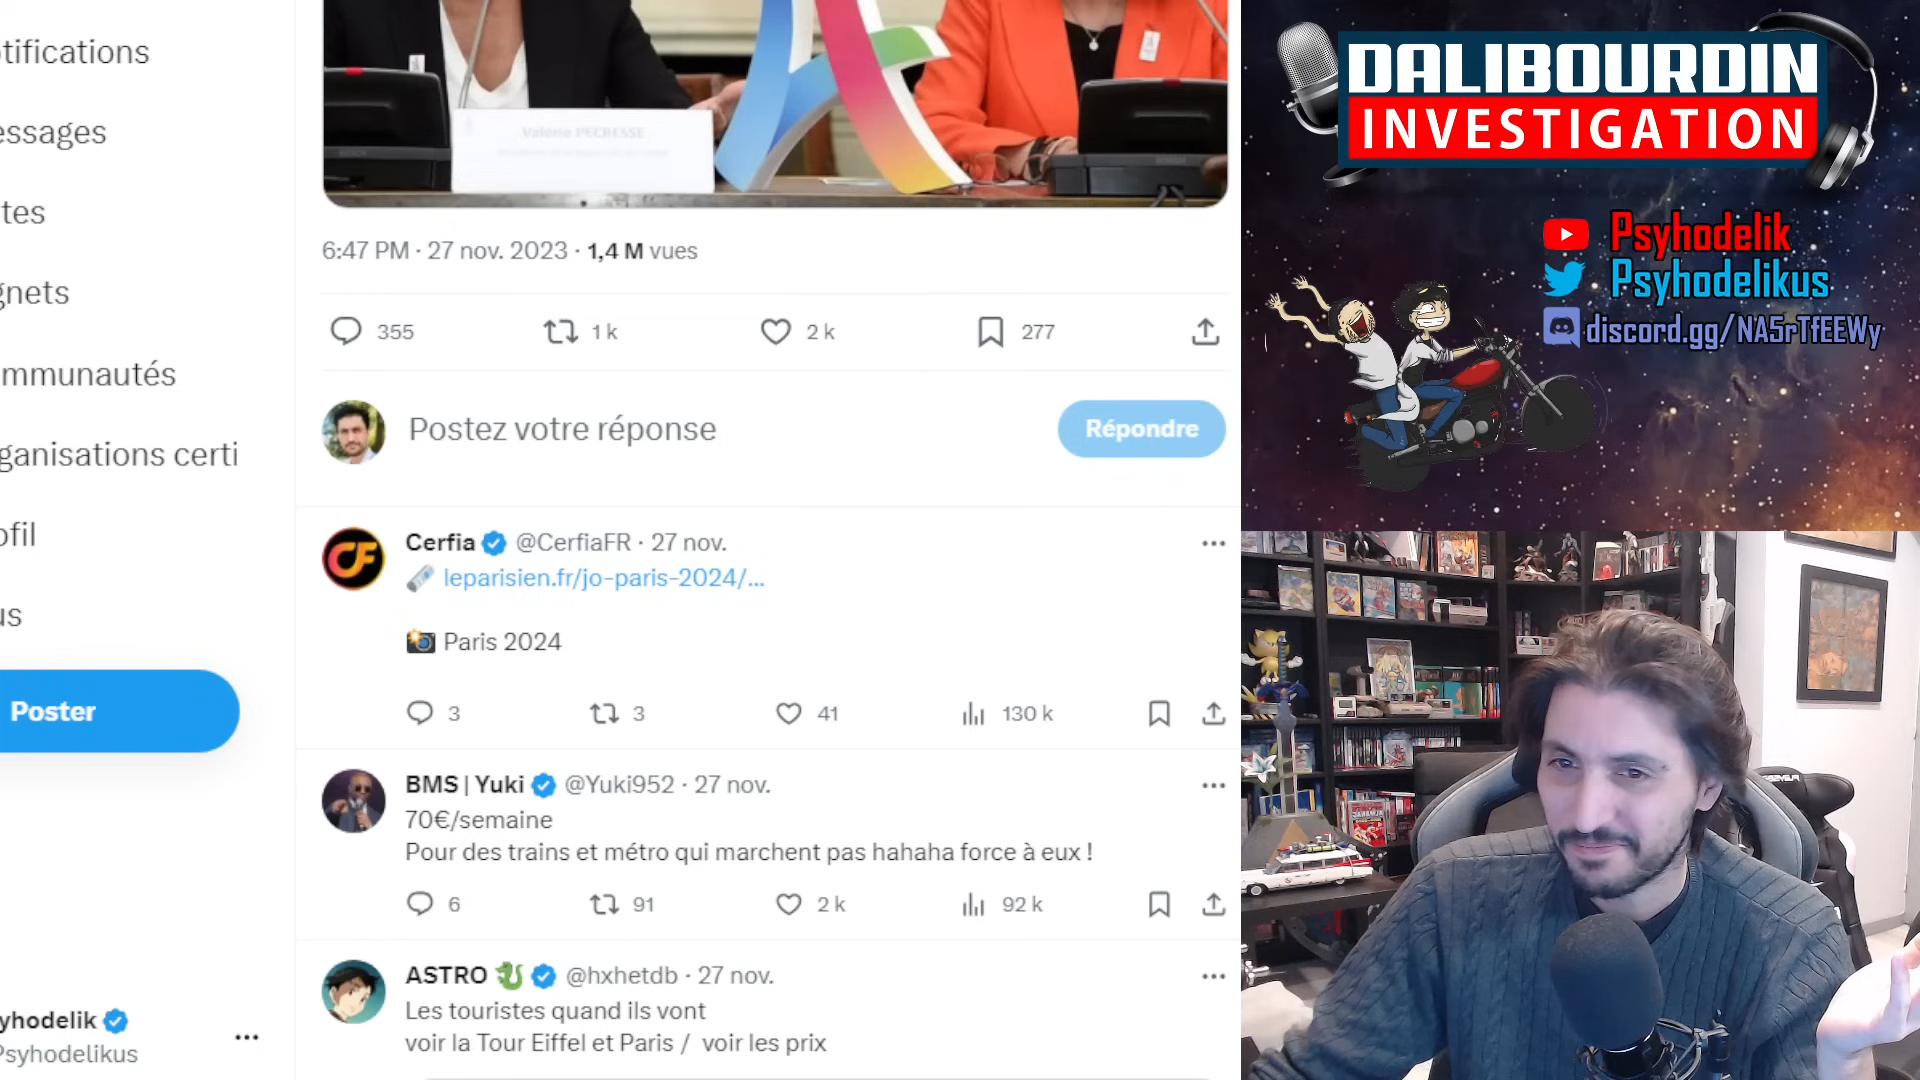 otifications
essages
tes
gnets
mmunautés
ganisations certi
ofil
us
Poster
yhodelik
Psyhodelikus
Valérie PECRESSE
6:47 PM · 27 nov. 2023 · 1,4 M vues
355
1 k
2 k
277
Postez votre réponse
Répondre
Cerfia @CerfiaFR · 27 nov.
leparisien.fr/jo-paris-2024/...
Paris 2024
3
3
41
130 k
BMS | Yuki @Yuki952 · 27 nov.
70€/semaine
Pour des trains et métro qui marchent pas hahaha force à eux !
6
91
2 k
92 k
ASTRO @hxhetdb · 27 nov.
Les touristes quand ils vont
voir la Tour Eiffel et Paris / voir les prix
DALIBOURDIN
INVESTIGATION
Psyhodelik
Psyhodelikus
discord.gg/NA5rTfEEWy